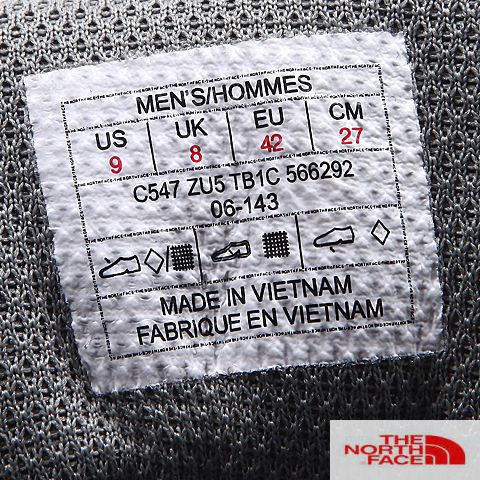 MEN'S/HOMMES
US UK EU CM
9 8 42 27
C547 ZU5 TB1C 566292
06-143
MADE IN VIETNAM
FABRIQUE EN VIETNAM
THE
NORTH
FACE